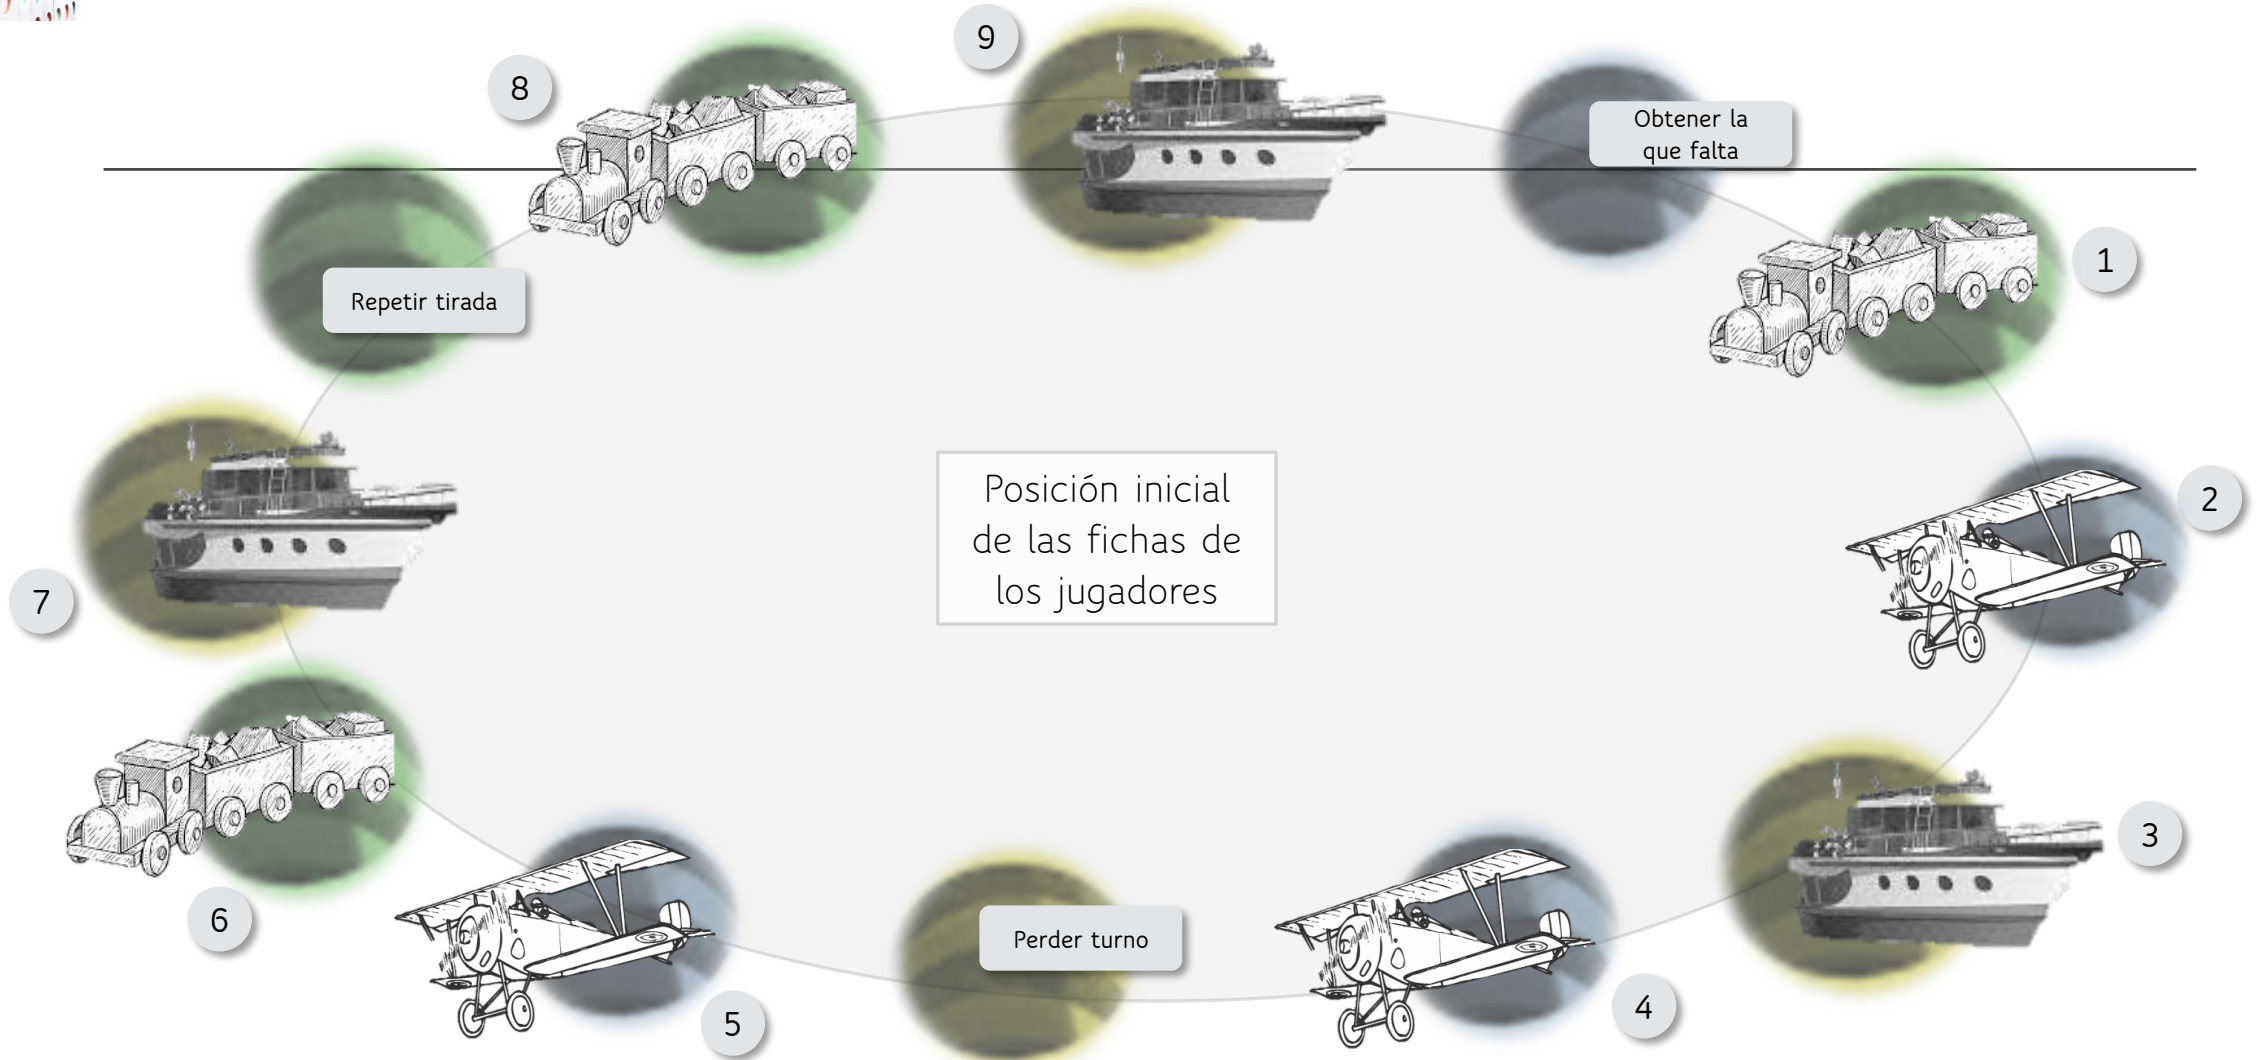 9
8
Obtener la
que falta
1
Repetir tirada
2
Posición inicial
de las fichas de
los jugadores
7
3
6
Perder turno
4
5